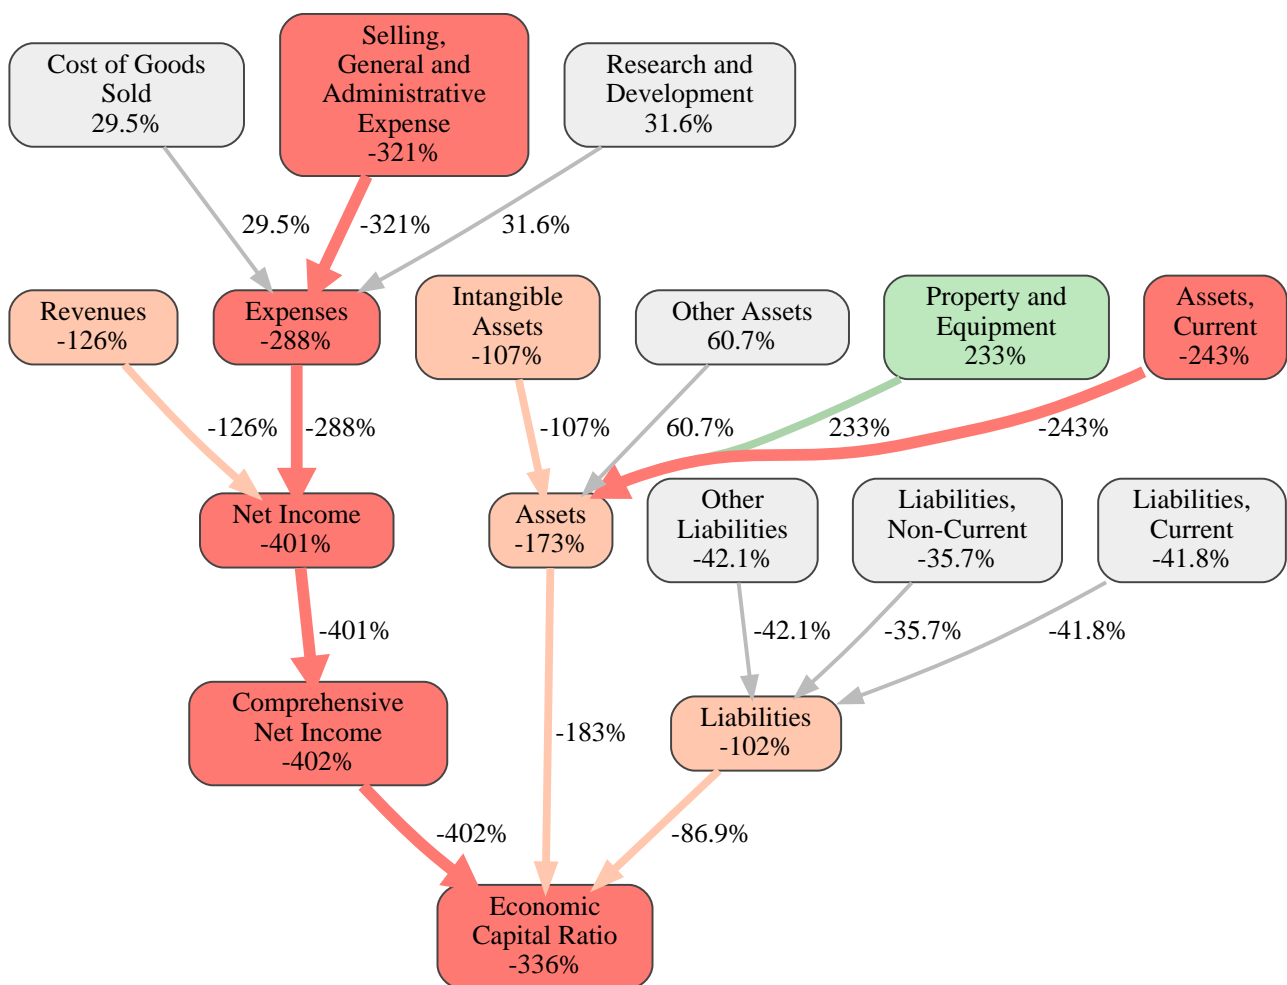 Cost of Goods
Sold
29.5%
Selling,
General and
Administrative
Expense
-321%
Research and
Development
31.6%
29.5%
-321%
31.6%
Revenues
-126%
Expenses
-288%
Intangible
Assets
-107%
Other Assets
60.7%
Property and
Equipment
233%
Assets,
Current
-243%
-126%
-288%
-107%
60.7%
233%
-243%
Net Income
-401%
Assets
-173%
Other
Liabilities
-42.1%
Liabilities,
Non-Current
-35.7%
Liabilities,
Current
-41.8%
-401%
-42.1%
-35.7%
-41.8%
Comprehensive
Net Income
-402%
-183%
Liabilities
-102%
-402%
-86.9%
Economic
Capital Ratio
-336%